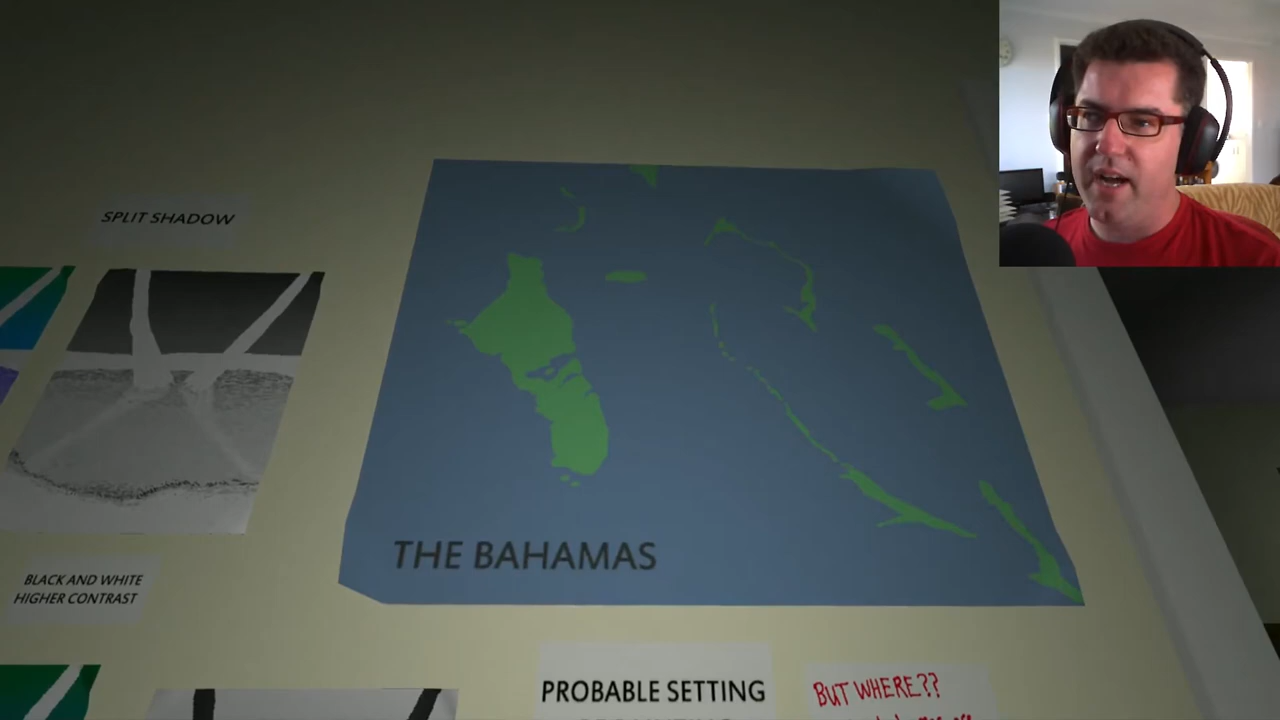 SPLIT SHADOW
BLACK AND WHITE
HIGHER CONTRAST
THE BAHAMAS
PROBABLE SETTING
BUT WHERE??